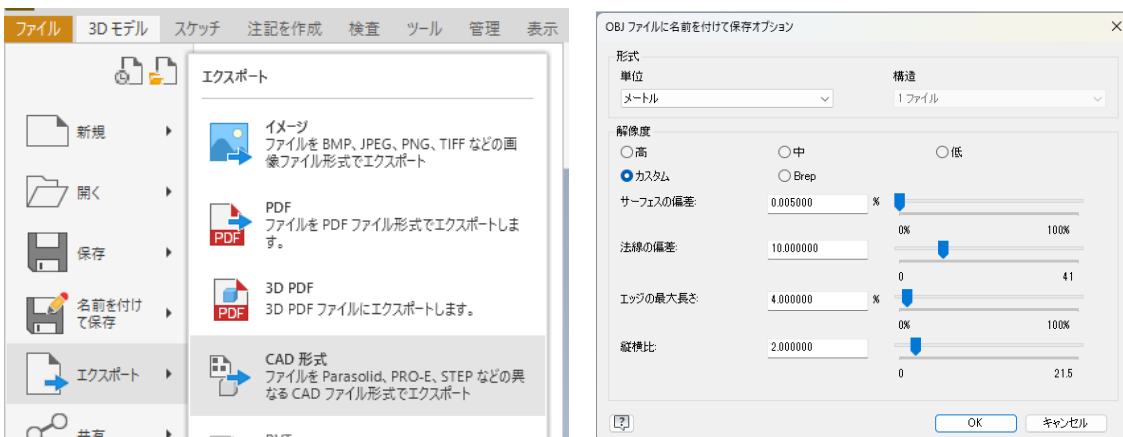 ファイル 3D モデル スケッチ 注記を作成 検査 ツール 管理 表示
新規
開く
保存
名前を付け
て保存
エクスポート
共有
エクスポート
イメージ
ファイルを BMP、JPEG、PNG、TIFF などの画
像ファイル形式でエクスポート
PDF
PDF
ファイルを PDF ファイル形式でエクスポートしま
す。
PDF
3D PDF
3D PDF ファイルにエクスポートします。
CAD 形式
ファイルを Parasolid、PRO-E、STEP などの異
なる CAD ファイル形式でエクスポート
OBJ ファイルに名前を付けて保存オプション
形式
単位 構造
メートル 1 ファイル
解像度
高 中 低
カスタム Brep
サーフェスの偏差: 0.005000 %
0% 100%
法線の偏差: 10.000000
0 41
エッジの最大長さ: 4.000000 %
0% 100%
縦横比: 2.000000
0 21.5
?
OK キャンセル